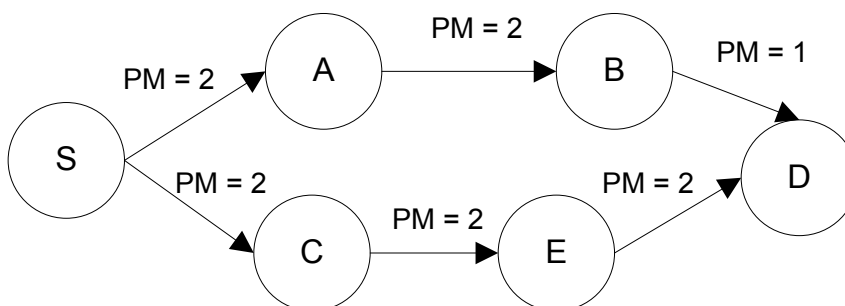 PM = 2
A
PM = 2
B
PM = 1
S
D
PM = 2
C
PM = 2
E
PM = 2